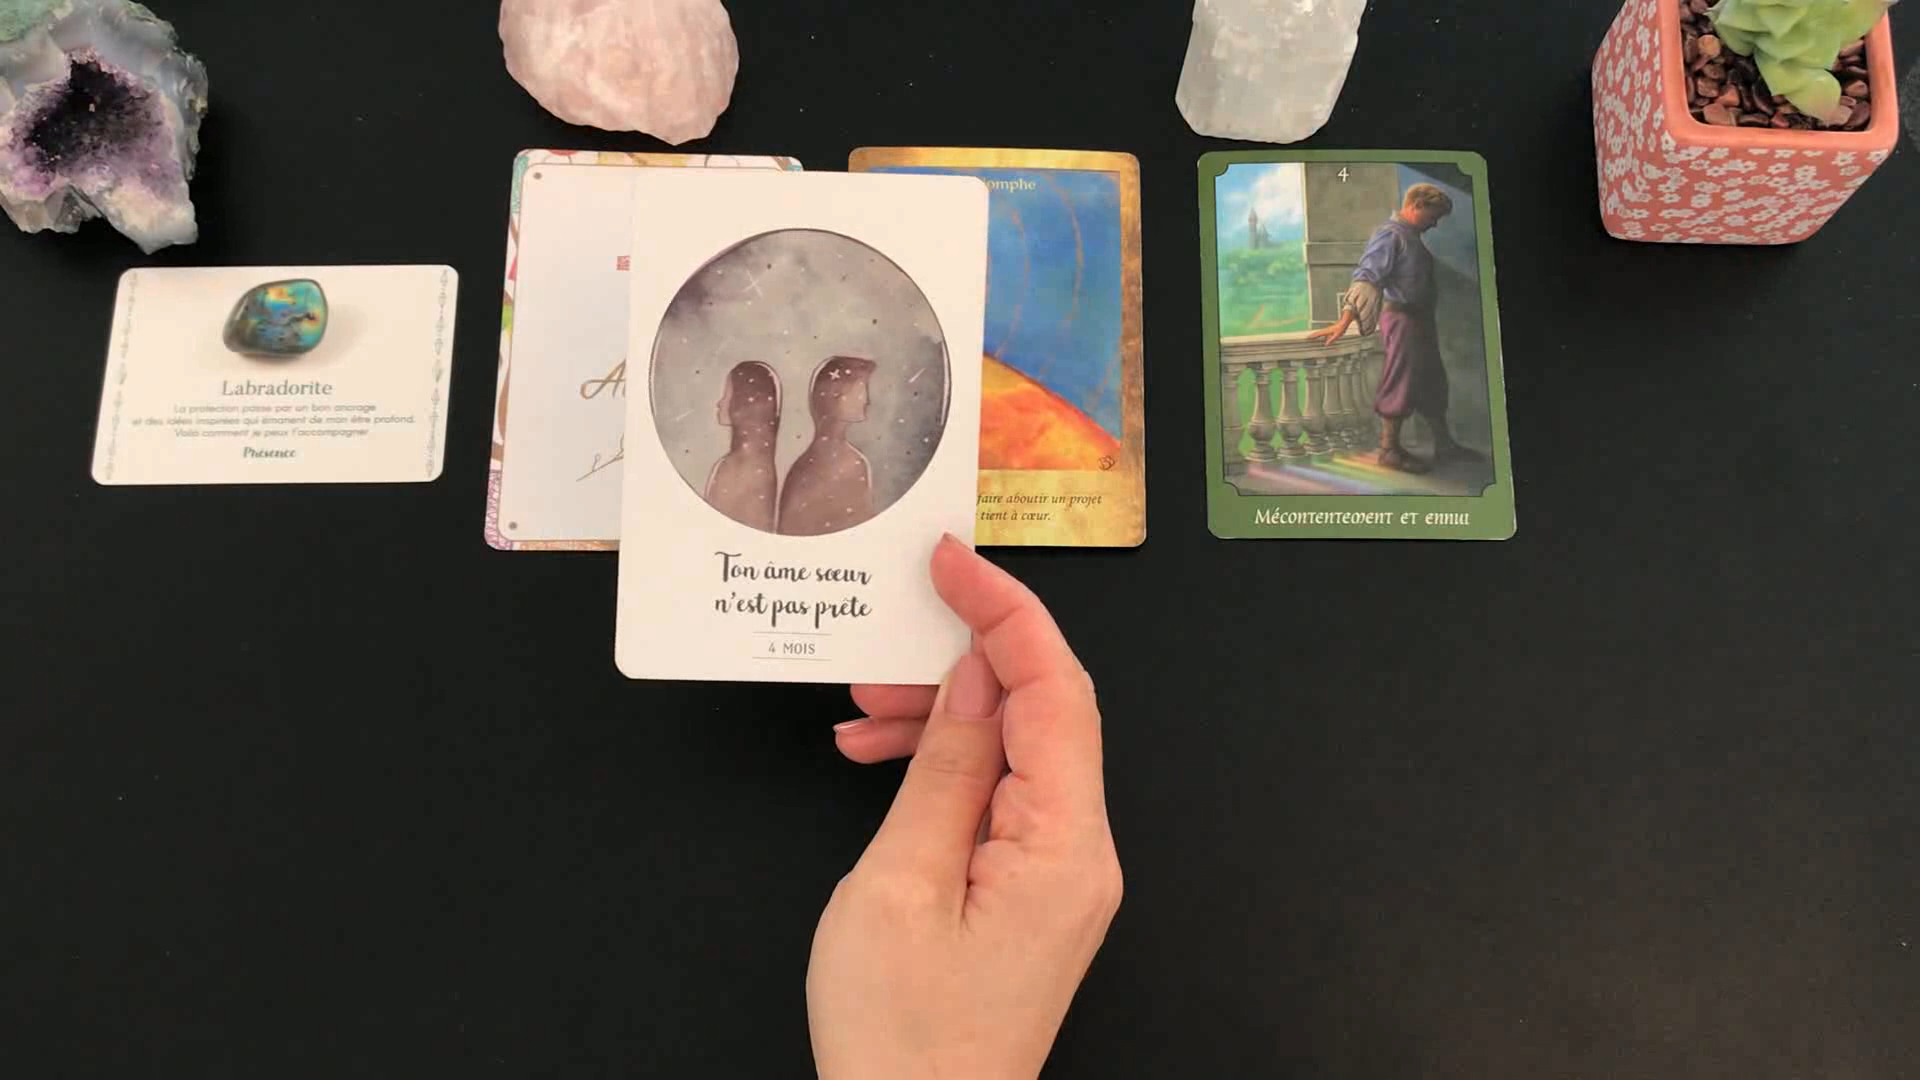 Labradorite
La protection passe par un bon ancrage
et des idées inspirées qui émanent de mon être profond.
Voilà comment je peux t'accompagner
Présence
Ton âme sœur
n'est pas prête
4 MOIS
faire aboutir un projet
tient à cœur.
4
Mécontentement et ennui